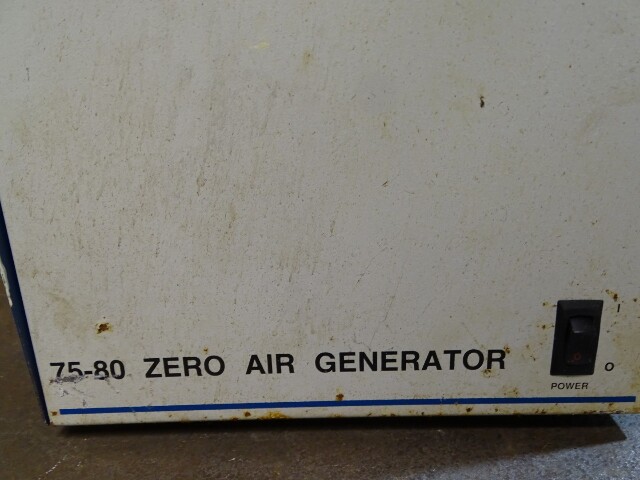 I
75-80 ZERO AIR GENERATOR
O
POWER